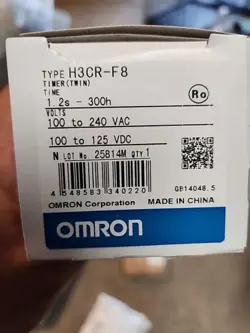 TYPE H3CR-F8
TIMER(TWIN)
TIME
1.2s - 300h
VOLTS
100 to 240 VAC
100 to 125 VDC
N LOT No. 25814M QTY 1
4 548583 340220
GB14048.5
OMRON Corporation MADE IN CHINA
OMRON